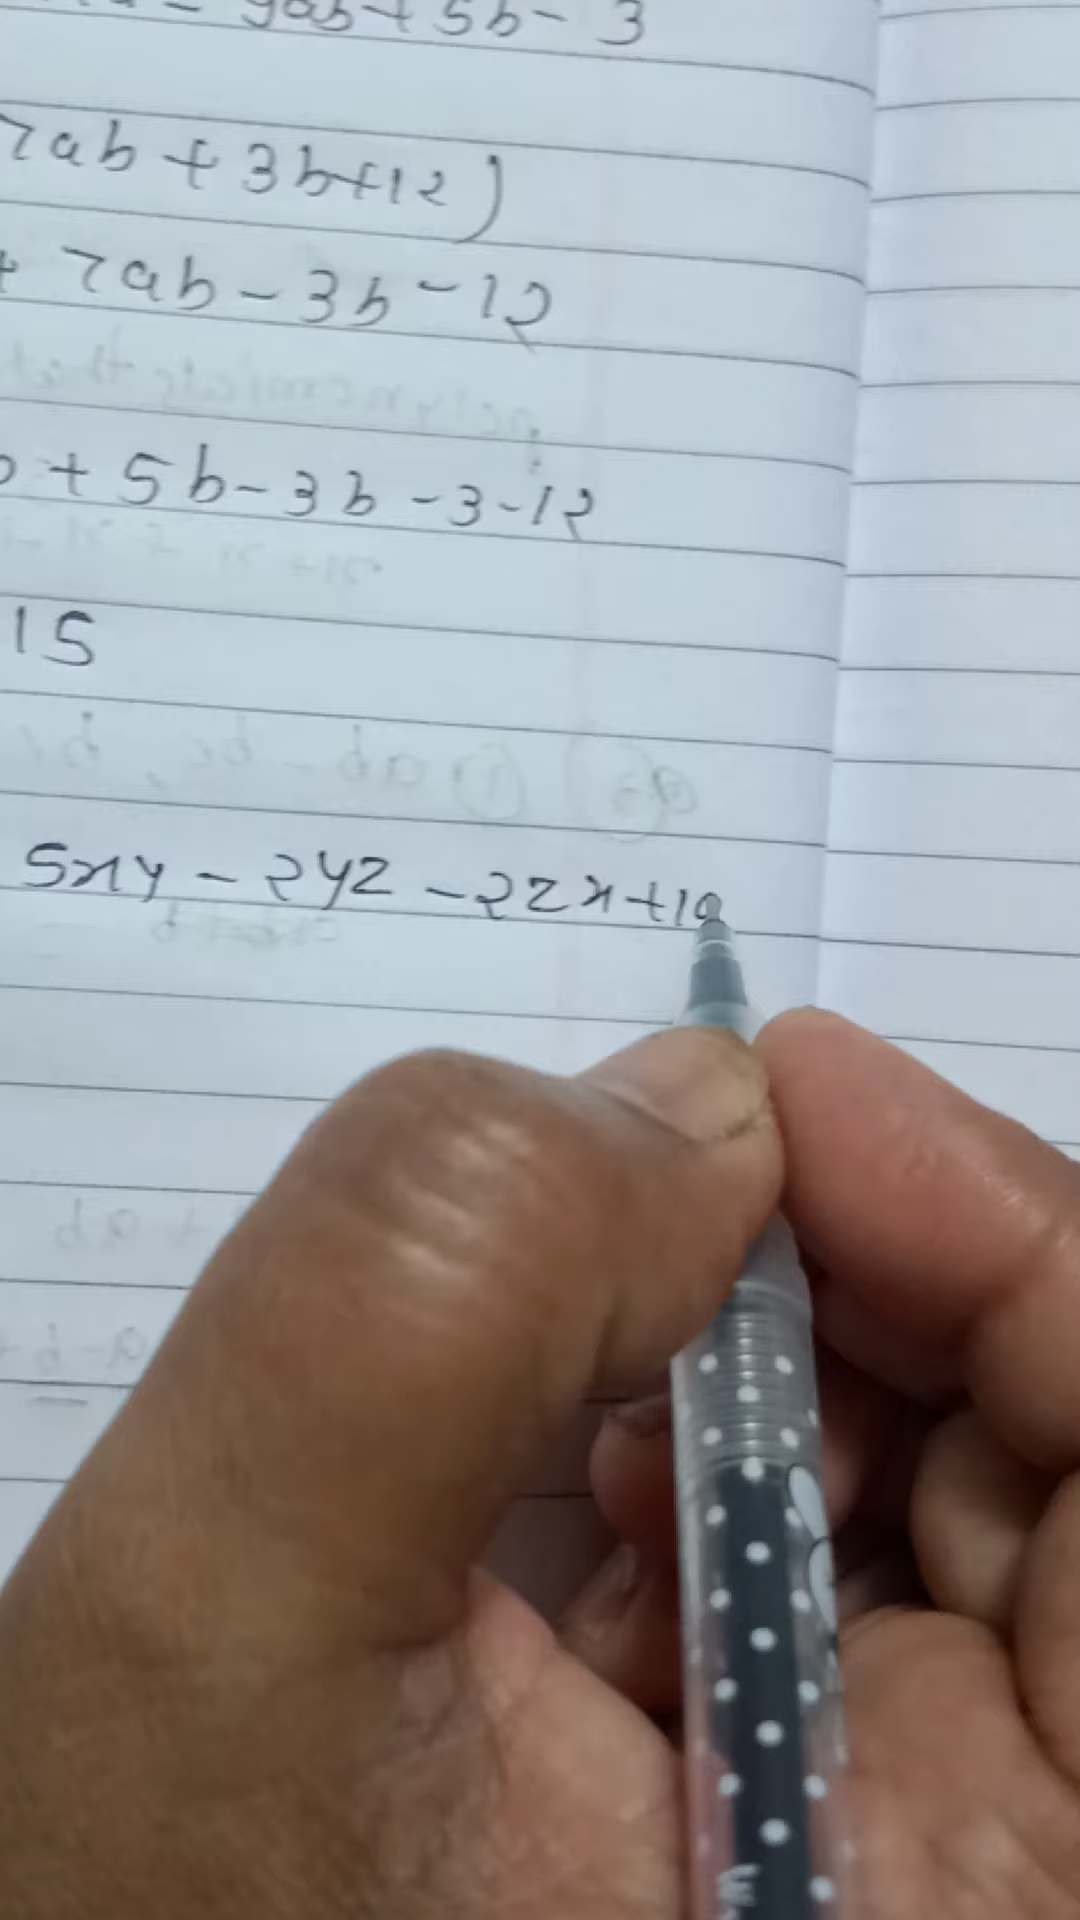 9ab + 5b - 3
7ab + 3b + 12)
+ 7ab - 3b - 12
+ 5b - 3b - 3 - 12
15
5xy - 2yz - 2zx + 10